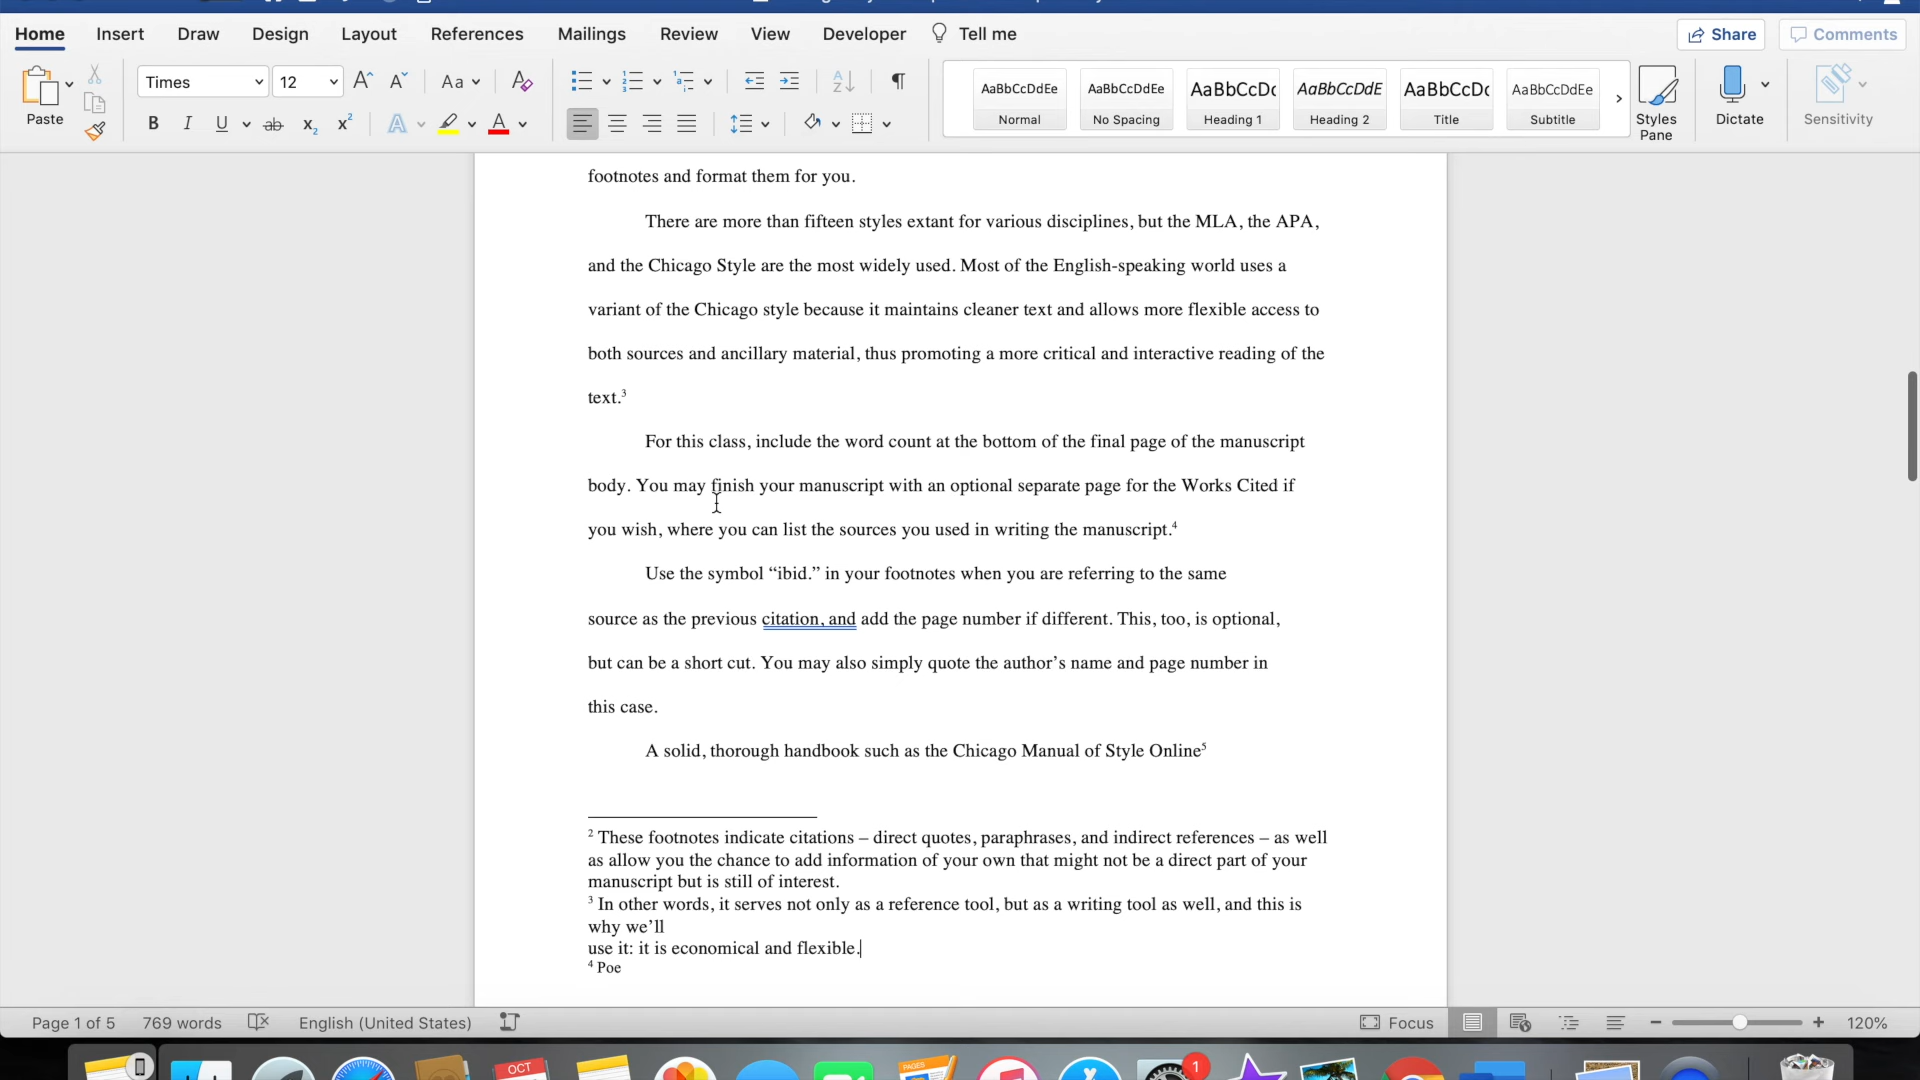 Home Insert Draw Design Layout References Mailings Review View Developer Tell me Share Comments
Times 12 Aa
Paste
AaBbCcDdEe AaBbCcDdEe AaBbCcDc AaBbCcDdE AaBbCcDc AaBbCcDdEe
Normal No Spacing Heading 1 Heading 2 Title Subtitle
Styles Pane Dictate Sensitivity
footnotes and format them for you.
There are more than fifteen styles extant for various disciplines, but the MLA, the APA,
and the Chicago Style are the most widely used. Most of the English-speaking world uses a
variant of the Chicago style because it maintains cleaner text and allows more flexible access to
both sources and ancillary material, thus promoting a more critical and interactive reading of the
text.3
For this class, include the word count at the bottom of the final page of the manuscript
body. You may finish your manuscript with an optional separate page for the Works Cited if
you wish, where you can list the sources you used in writing the manuscript.4
Use the symbol “ibid.” in your footnotes when you are referring to the same
source as the previous citation, and add the page number if different. This, too, is optional,
but can be a short cut. You may also simply quote the author’s name and page number in
this case.
A solid, thorough handbook such as the Chicago Manual of Style Online5
2 These footnotes indicate citations – direct quotes, paraphrases, and indirect references – as well
as allow you the chance to add information of your own that might not be a direct part of your
manuscript but is still of interest.
3 In other words, it serves not only as a reference tool, but as a writing tool as well, and this is
why we’ll
use it: it is economical and flexible.
4 Poe
Page 1 of 5 769 words English (United States) Focus 120%
OCT PAGES 1